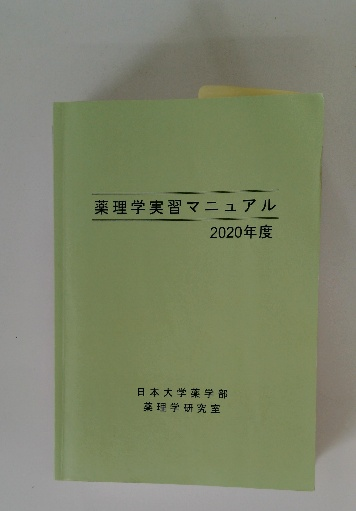 薬理学実習マニュアル
2020年度
日本大学薬学部
薬理学研究室